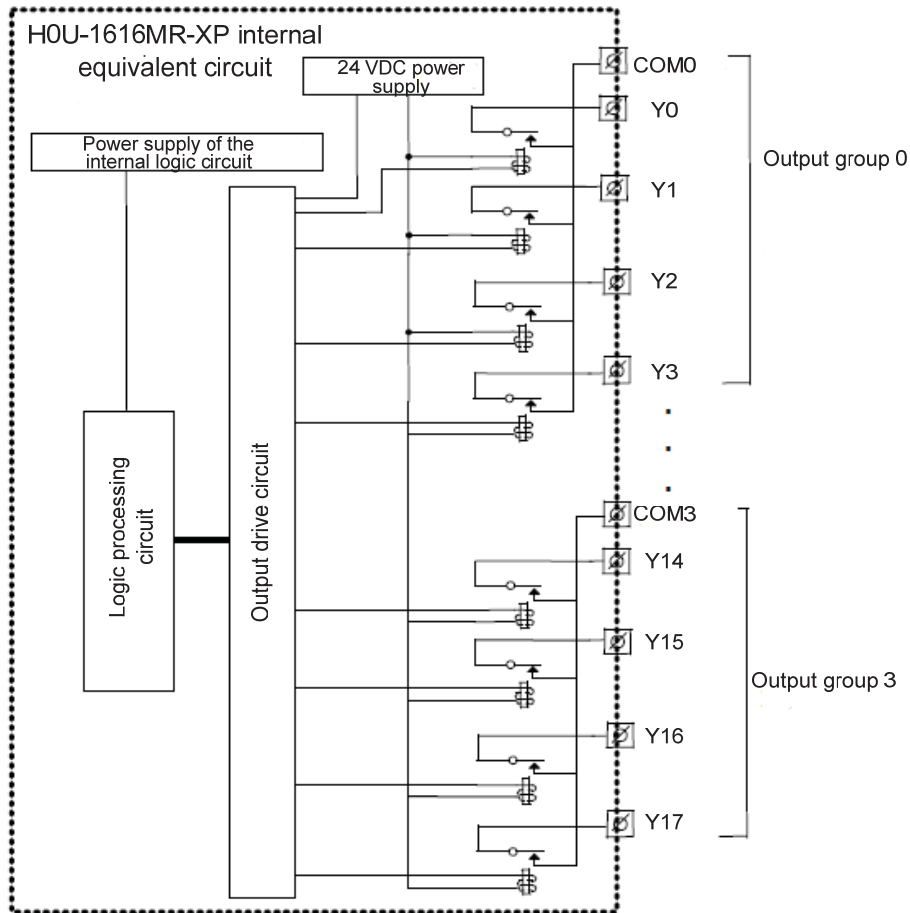 H0U-1616MR-XP internal
equivalent circuit
24 VDC power
supply
Power supply of the
internal logic circuit
Logic processing
circuit
Output drive circuit
COM0
Y0
Y1
Y2
Y3
Output group 0
COM3
Y14
Y15
Y16
Y17
Output group 3